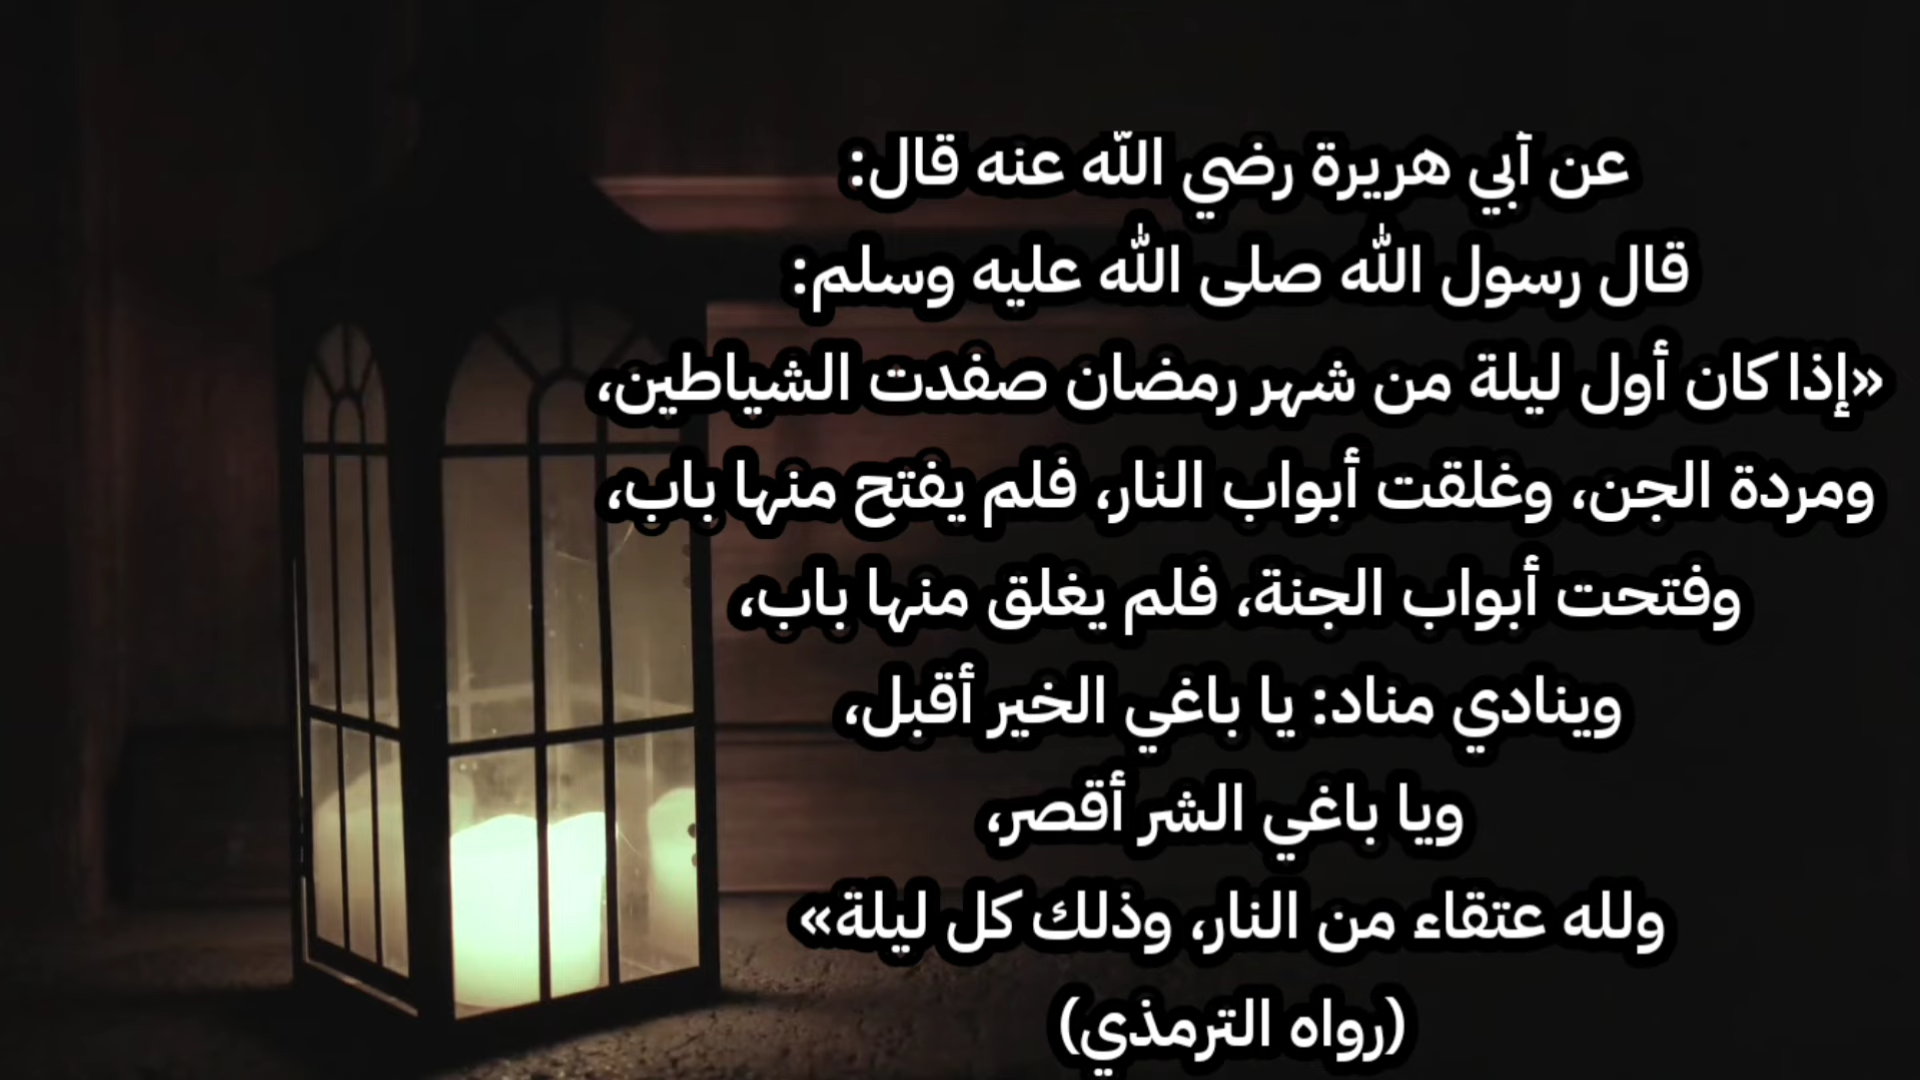 عن أبي هريرة رضي الله عنه قال:
قال رسول الله صلى الله عليه وسلم:
«إذا كان أول ليلة من شهر رمضان صفدت الشياطين،
ومردة الجن، وغلقت أبواب النار، فلم يفتح منها باب،
وفتحت أبواب الجنة، فلم يغلق منها باب،
وينادي مناد: يا باغي الخير أقبل،
ويا باغي الشر أقصر،
ولله عتقاء من النار، وذلك كل ليلة»
(رواه الترمذي)